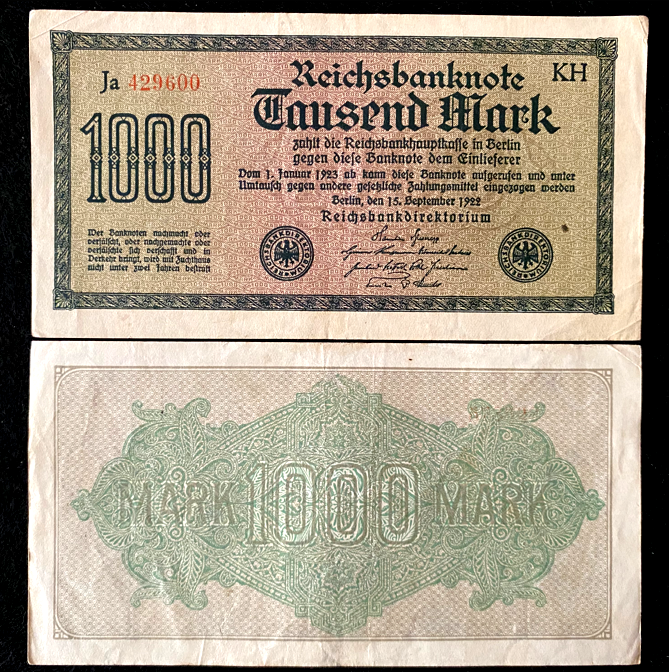 Ja 429600
Reichsbanknote
KH
Tausend Mark
1000
zahlt die Reichsbankhauptkasse in Berlin
gegen diese Banknote dem Einlieferer
Vom 1. Januar 1923 ab kann diese Banknote aufgerufen und unter
Umtausch gegen andere gesetzliche Zahlungsmittel eingezogen werden
Berlin, den 15. September 1922
Reichsbankdirektorium
Wer Banknoten nachmacht oder
verfälscht, oder nachgemachte oder
verfälschte sich verschafft und in
Verkehr bringt, wird mit Zuchthaus
nicht unter zwei Jahren bestraft
REICHSBANKDIREKTORIUM
REICHSBANKDIREKTORIUM
MARK 1000 MARK